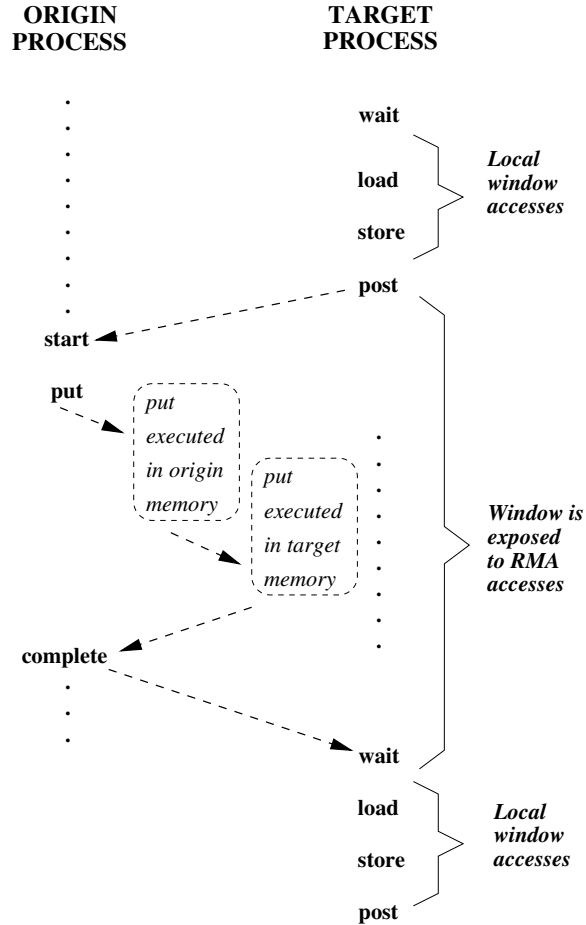 ORIGIN
PROCESS
TARGET
PROCESS
wait
load
store
Local
window
accesses
post
start
put
put
executed
in origin
memory
put
executed
in target
memory
Window is
exposed
to RMA
accesses
complete
wait
load
store
post
Local
window
accesses